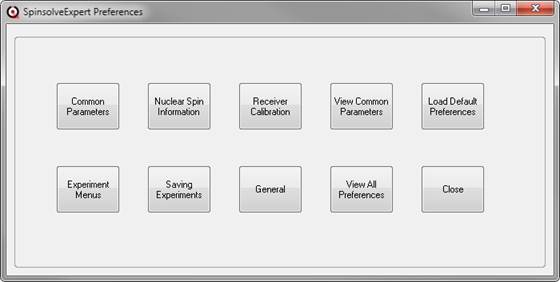 SpinsolveExpert Preferences
Common
Parameters
Nuclear Spin
Information
Receiver
Calibration
View Common
Parameters
Load Default
Preferences
Experiment
Menus
Saving
Experiments
General
View All
Preferences
Close